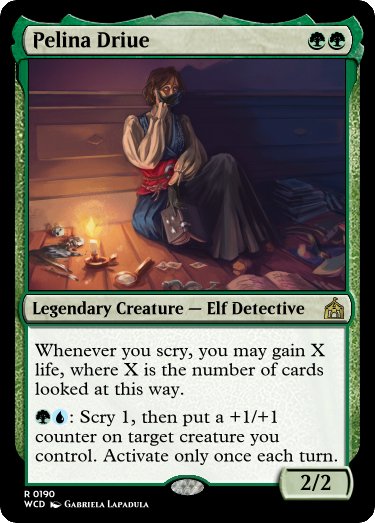 Pelina Driue
Legendary Creature — Elf Detective
Whenever you scry, you may gain X
life, where X is the number of cards
looked at this way.
: Scry 1, then put a +1/+1
counter on target creature you
control. Activate only once each turn.
2/2
R 0190
WCD Gabriela Lapadula